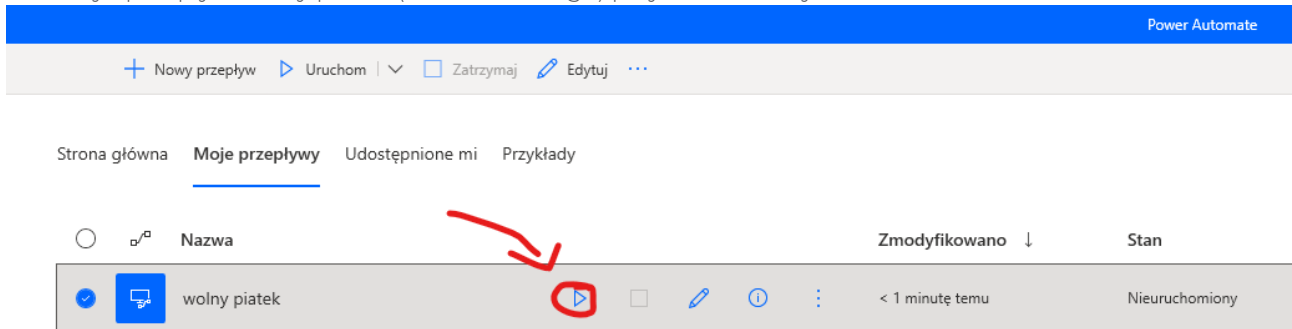 Power Automate
Nowy przepływ Uruchom Zatrzymaj Edytuj ...
Strona główna Moje przepływy Udostępnione mi Przykłady
Nazwa Zmodyfikowano ↓ Stan
wolny piatek < 1 minutę temu Nieuruchomiony